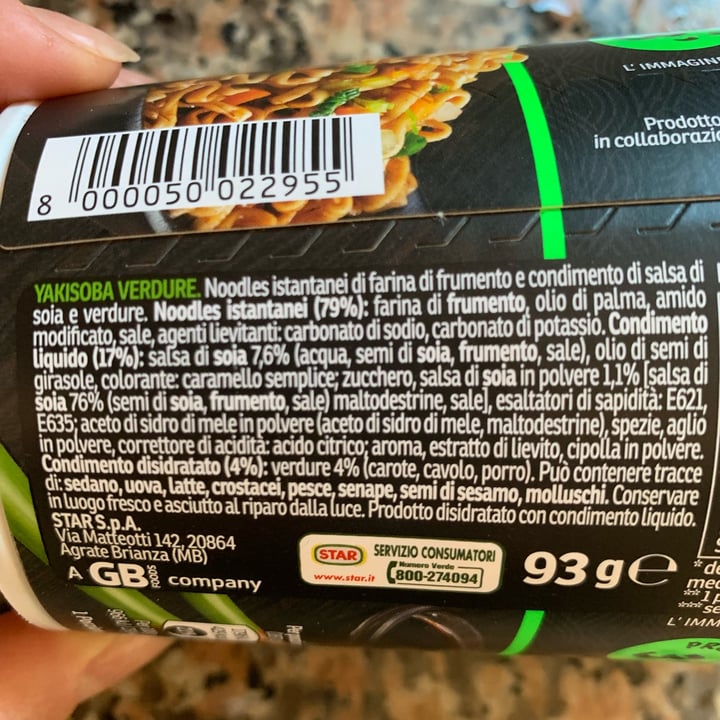 L' IMMAGIN
Prodotto
in collaborazio
8 000050 022955
YAKISOBA VERDURE. Noodles istantanei di farina di frumento e condimento di salsa di
soia e verdure. Noodles istantanei (79%): farina di frumento, olio di palma, amido
modificato, sale, agenti lievitanti: carbonato di sodio, carbonato di potassio. Condimento
liquido (17%): salsa di soia 7,6% (acqua, semi di soia, frumento, sale), olio di semi di
girasole, colorante: caramello semplice; zucchero, salsa di soia in polvere 1,1% [salsa di
soia 76% (semi di soia, frumento, sale) maltodestrine, sale], esaltatori di sapidità: E621,
E635; aceto di sidro di mele in polvere (aceto di sidro di mele, maltodestrine), spezie, aglio
in polvere, correttore di acidità: acido citrico; aroma, estratto di lievito, cipolla in polvere.
Condimento disidratato (4%): verdure 4% (carote, cavolo, porro). Può contenere tracce
di: sedano, uova, latte, crostacei, pesce, senape, semi di sesamo, molluschi. Conservare
in luogo fresco e asciutto al riparo dalla luce. Prodotto disidratato con condimento liquido.
STAR S.p.A.
Via Matteotti 142, 20864
Agrate Brianza (MB)
A GB FOODS company
STAR SERVIZIO CONSUMATORI
Numero Verde
www.star.it 800-274094
93 g e
*de
me
**1 p
***se
L' IMM
PR